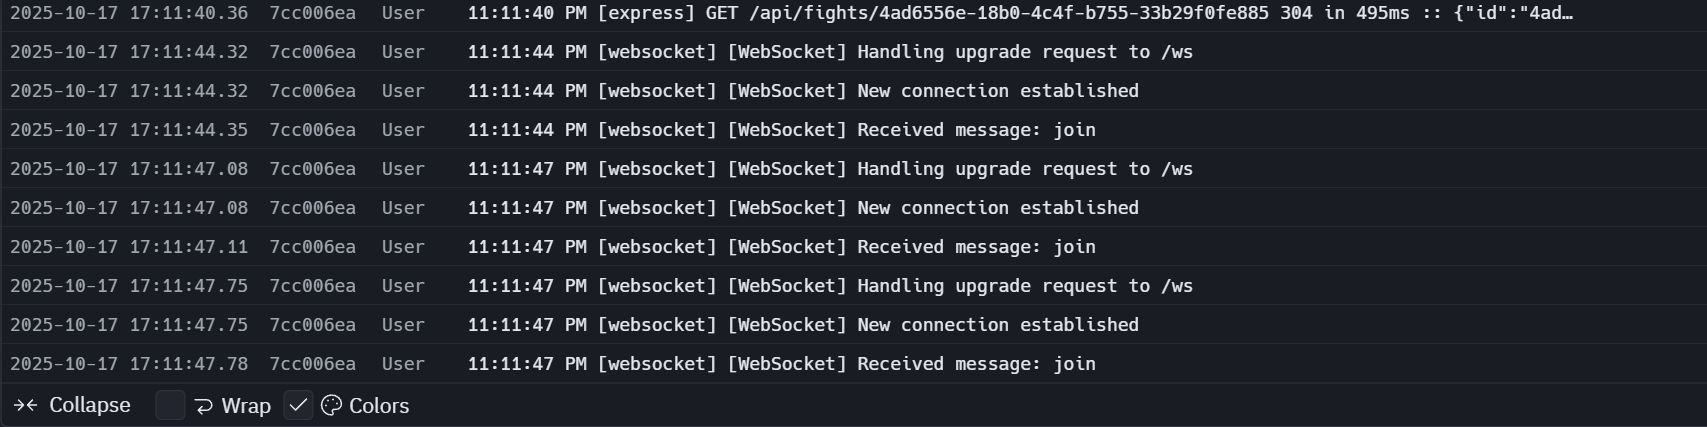 2025-10-17 17:11:40.36 7cc006ea User 11:11:40 PM [express] GET /api/fights/4ad6556e-18b0-4c4f-b755-33b29f0fe885 304 in 495ms :: {"id":"4ad…
2025-10-17 17:11:44.32 7cc006ea User 11:11:44 PM [websocket] [WebSocket] Handling upgrade request to /ws
2025-10-17 17:11:44.32 7cc006ea User 11:11:44 PM [websocket] [WebSocket] New connection established
2025-10-17 17:11:44.35 7cc006ea User 11:11:44 PM [websocket] [WebSocket] Received message: join
2025-10-17 17:11:47.08 7cc006ea User 11:11:47 PM [websocket] [WebSocket] Handling upgrade request to /ws
2025-10-17 17:11:47.08 7cc006ea User 11:11:47 PM [websocket] [WebSocket] New connection established
2025-10-17 17:11:47.11 7cc006ea User 11:11:47 PM [websocket] [WebSocket] Received message: join
2025-10-17 17:11:47.75 7cc006ea User 11:11:47 PM [websocket] [WebSocket] Handling upgrade request to /ws
2025-10-17 17:11:47.75 7cc006ea User 11:11:47 PM [websocket] [WebSocket] New connection established
2025-10-17 17:11:47.78 7cc006ea User 11:11:47 PM [websocket] [WebSocket] Received message: join
Collapse Wrap Colors